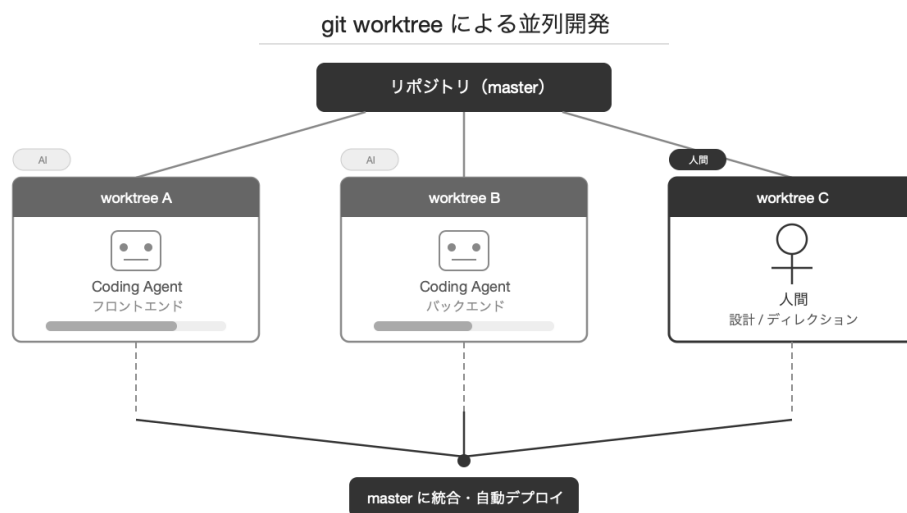 git worktree による並列開発
リポジトリ（master）
AI
AI
人間
worktree A
worktree B
worktree C
Coding Agent
フロントエンド
Coding Agent
バックエンド
人間
設計 / ディレクション
master に統合・自動デプロイ